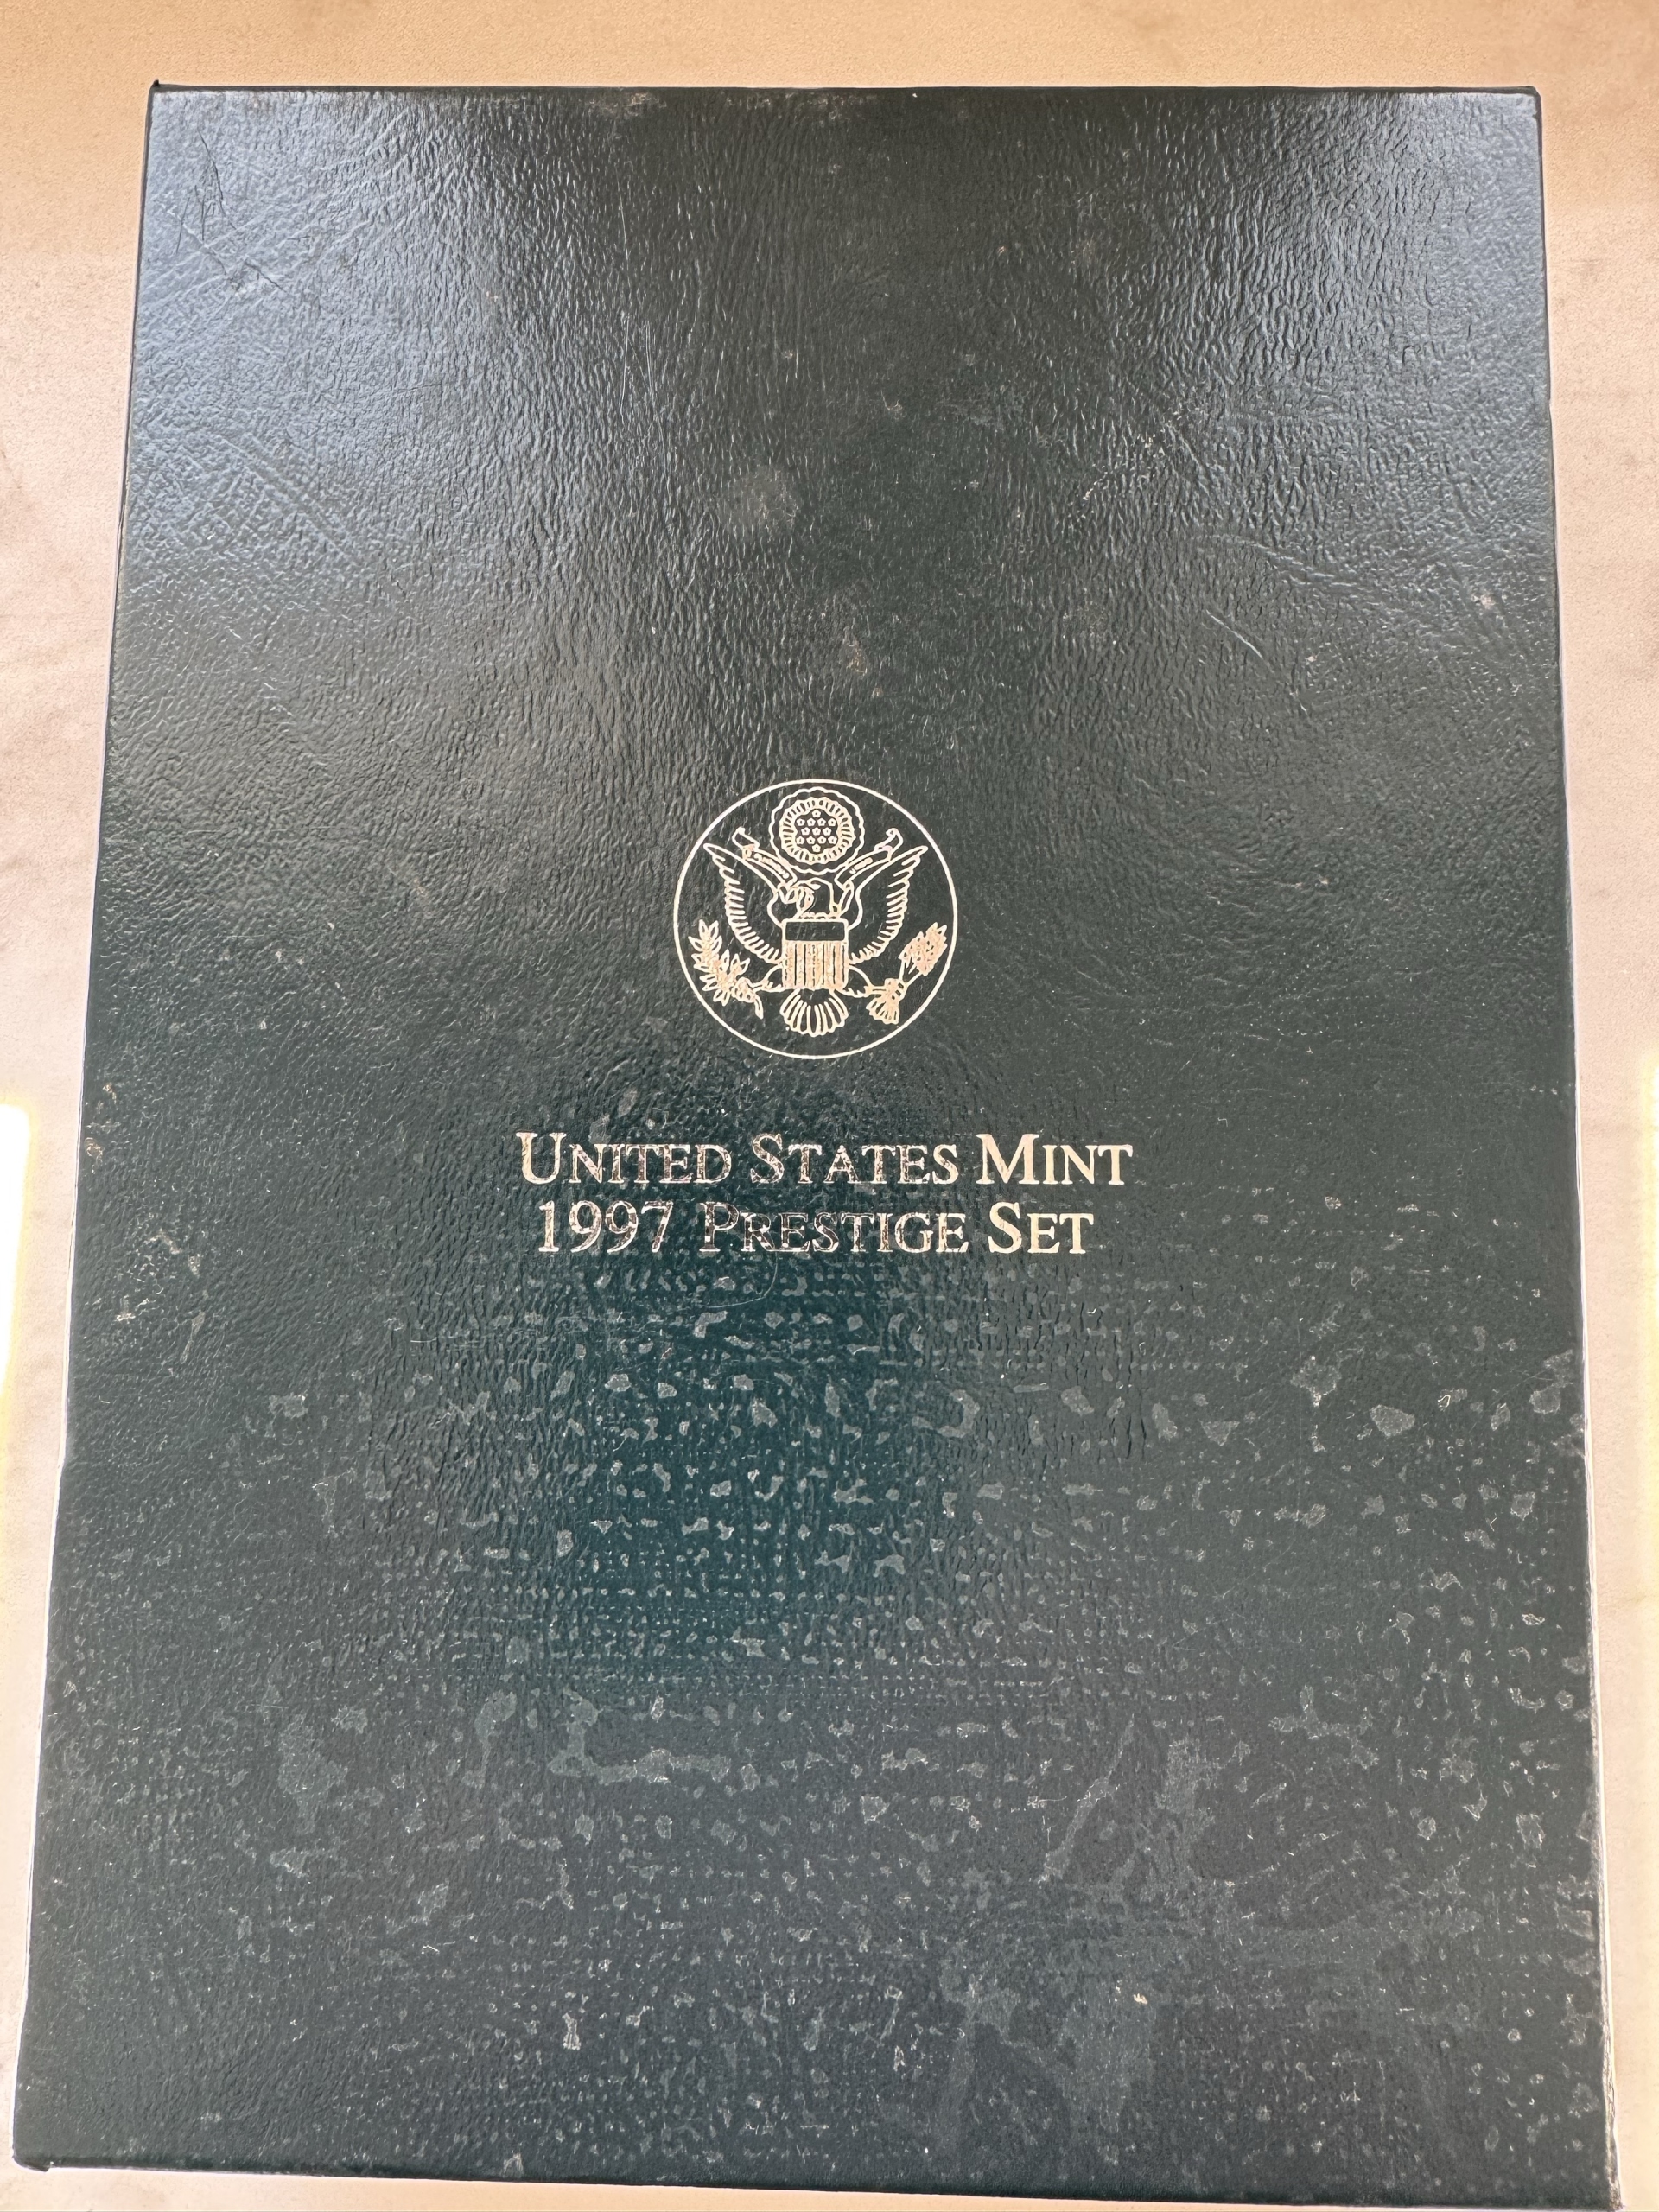 UNITED STATES MINT
1997 PRESTIGE SET